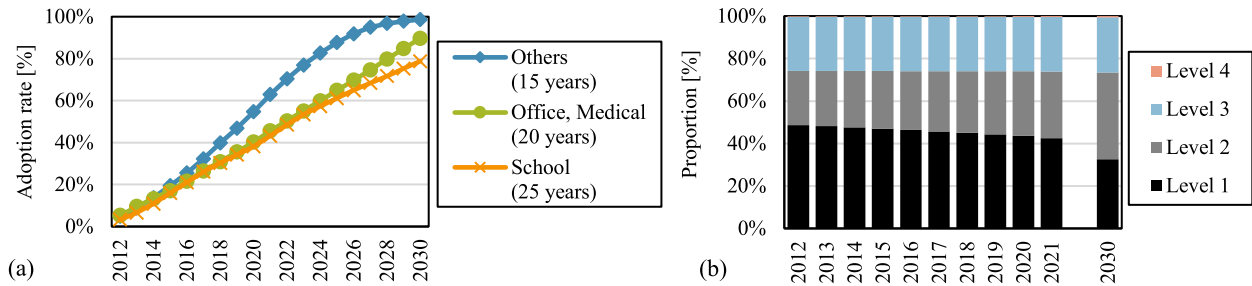 100%
80%
60%
40%
20%
0%
Adoption rate [%]
2012
2014
2016
2018
2020
2022
2024
2026
2028
2030
Others
(15 years)
Office, Medical
(20 years)
School
(25 years)
(a)
100%
80%
60%
40%
20%
0%
Proportion [%]
2012
2013
2014
2015
2016
2017
2018
2019
2020
2021
2030
Level 4
Level 3
Level 2
Level 1
(b)